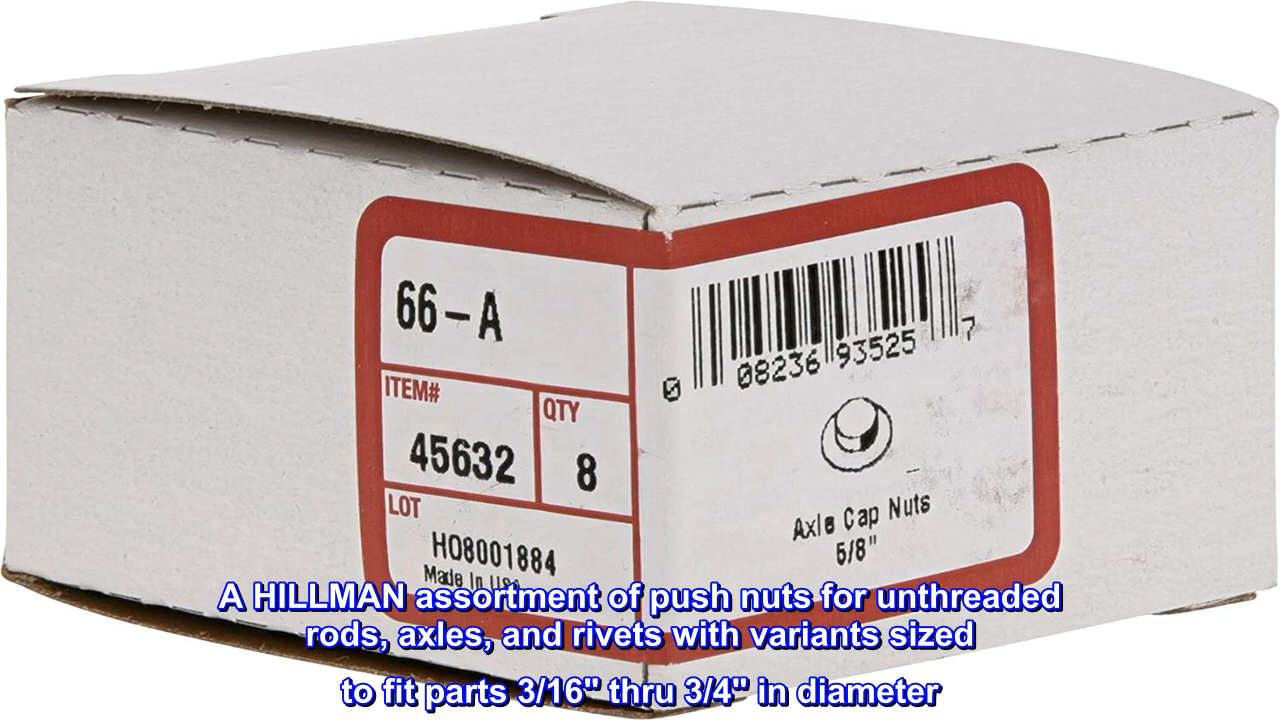 66-A
ITEM#
45632
QTY
8
LOT
H08001884
Made In USA
0 08236 93525 7
Axle Cap Nuts
5/8"
A HILLMAN assortment of push nuts for unthreaded
rods, axles, and rivets with variants sized
to fit parts 3/16" thru 3/4" in diameter